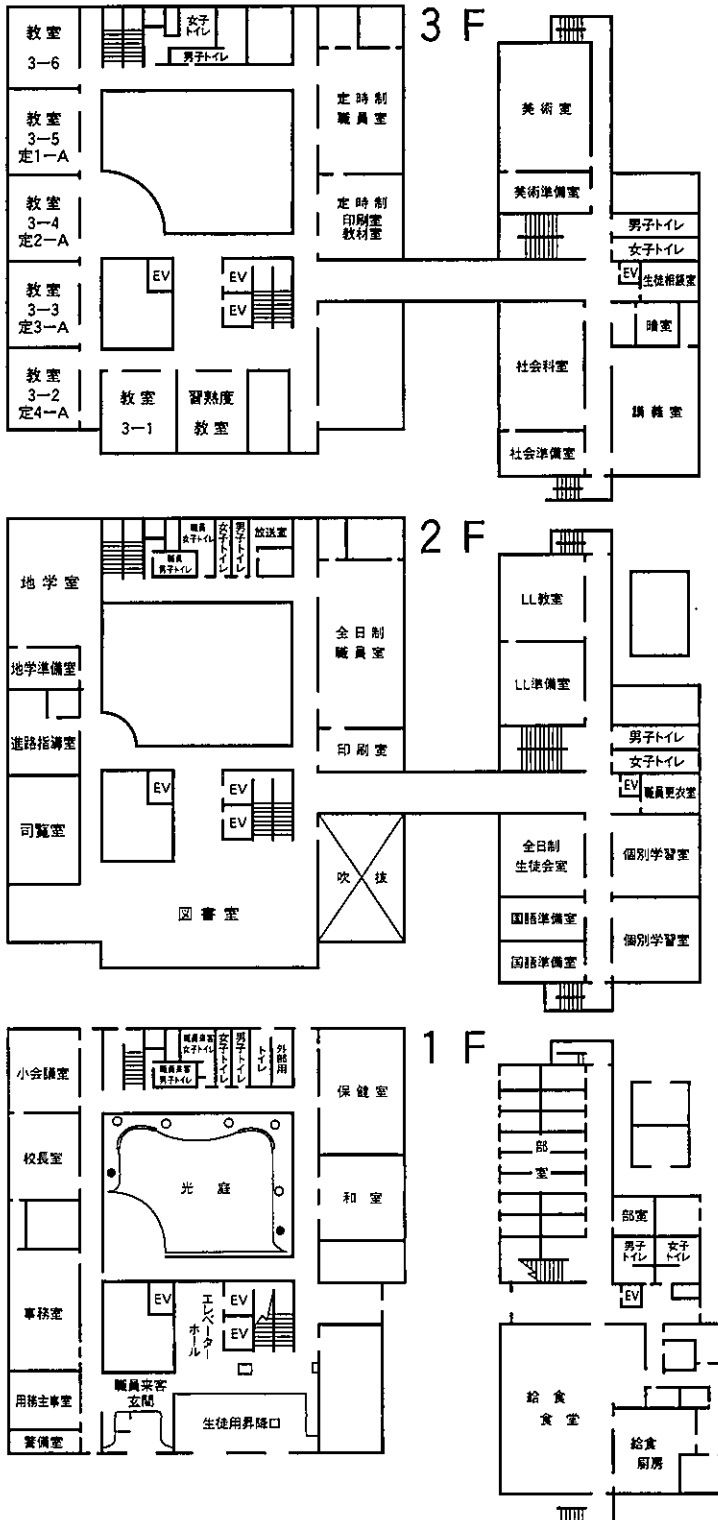 3F
教室
3-6
女子
トイレ
男子トイレ
教室
3-5
定1-A
定時制
職員室
教室
3-4
定2-A
定時制
印刷室
教材室
教室
3-3
定3-A
EV
EV
EV
教室
3-2
定4-A
教室
3-1
習熟度
教室
美術室
美術準備室
男子トイレ
女子トイレ
EV
生徒相談室
暗室
社会科室
講義室
社会準備室
2F
地学室
職員
女子トイレ
職員
男子トイレ
女子トイレ
男子トイレ
放送室
地学準備室
全日制
職員室
進路指導室
印刷室
司覧室
EV
EV
EV
図書室
吹抜
LL教室
LL準備室
男子トイレ
女子トイレ
EV
職員更衣室
全日制
生徒会室
個別学習室
国語準備室
個別学習室
国語準備室
1F
小会議室
職員来客
女子トイレ
職員来客
男子トイレ
女子トイレ
男子トイレ
外部用
トイレ
保健室
校長室
光庭
和室
事務室
EV
エレベーター
ホール
EV
EV
用務主事室
職員来客
玄関
生徒用昇降口
警備室
部室
部室
男子
トイレ
女子
トイレ
EV
給食
食堂
給食
厨房